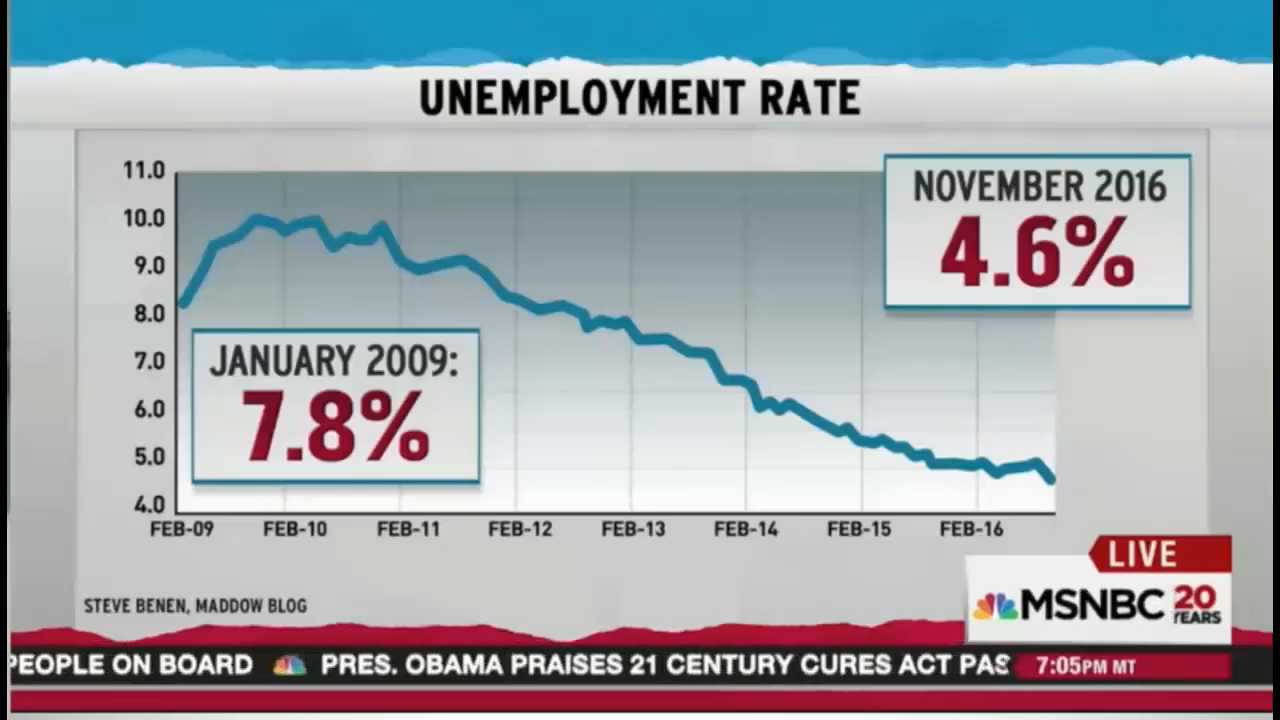 UNEMPLOYMENT RATE
11.0
10.0
9.0
8.0
7.0
6.0
5.0
4.0
NOVEMBER 2016
4.6%
JANUARY 2009:
7.8%
FEB-09 FEB-10 FEB-11 FEB-12 FEB-13 FEB-14 FEB-15 FEB-16
STEVE BENEN, MADDOW BLOG
LIVE
MSNBC 20 YEARS
PEOPLE ON BOARD PRES. OBAMA PRAISES 21 CENTURY CURES ACT PAS 7:05PM MT